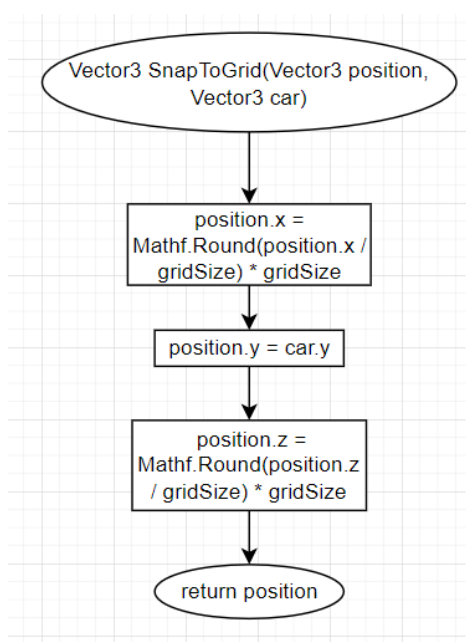 Vector3 SnapToGrid(Vector3 position,
Vector3 car)
position.x =
Mathf.Round(position.x /
gridSize) * gridSize
position.y = car.y
position.z =
Mathf.Round(position.z
/ gridSize) * gridSize
return position